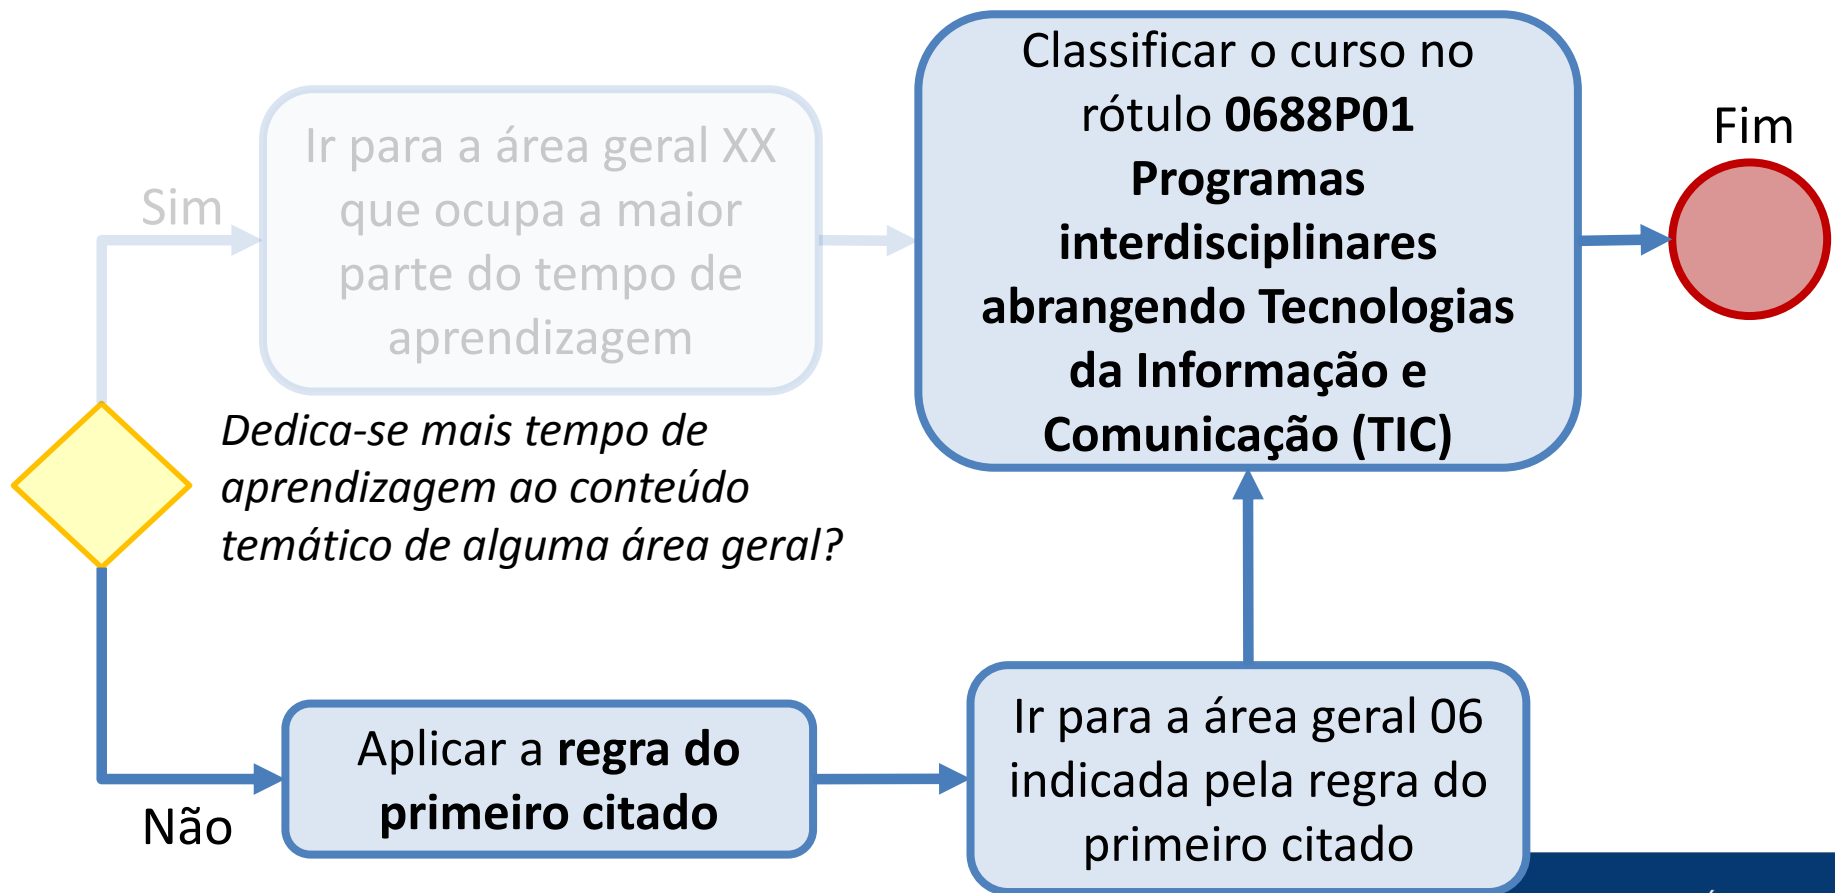 Sim
Ir para a área geral XX
que ocupa a maior
parte do tempo de
aprendizagem
Classificar o curso no
rótulo 0688P01
Programas
interdisciplinares
abrangendo Tecnologias
da Informação e
Comunicação (TIC)
Fim
Dedica-se mais tempo de
aprendizagem ao conteúdo
temático de alguma área geral?
Não
Aplicar a regra do
primeiro citado
Ir para a área geral 06
indicada pela regra do
primeiro citado